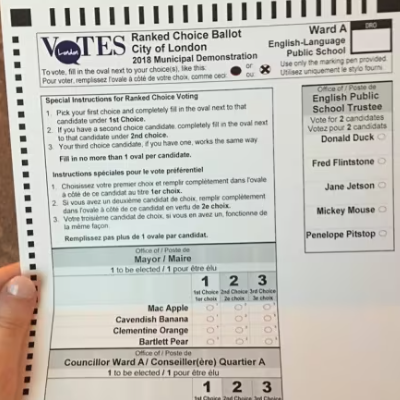 VOTES
London
Ranked Choice Ballot
City of London
2018 Municipal Demonstration
Ward A
English-Language
Public School
DRO
To vote, fill in the oval next to your choice(s), like this:
Pour voter, remplissez l'ovale à côté de votre choix, comme ceci:
or
ou
Use only the marking pen provided.
Utilisez uniquement le stylo fourni.
Special Instructions for Ranked Choice Voting
1. Pick your first choice and completely fill in the oval next to that
candidate under 1st Choice.
2. If you have a second choice candidate, completely fill in the oval next
to that candidate under 2nd choice.
3. Your third choice candidate, if you have one, works the same way
Fill in no more than 1 oval per candidate.
Instructions spéciales pour le vote préférentiel
1. Choisissez votre premier choix et remplir complètement dans l'ovale
à côté de ce candidat au titre 1er choix.
2. Si vous avez un deuxième candidat de choix, remplir complètement
dans l'ovale à côté de ce candidat en vertu de 2e choix.
3. Votre troisième candidat de choix, si vous en avez un, fonctionne de
la même façon.
Remplissez pas plus de 1 ovale par candidat.
Office of / Poste de
English Public
School Trustee
Vote for 2 candidates
Votez pour 2 candidats
Donald Duck
Fred Flintstone
Jane Jetson
Mickey Mouse
Penelope Pitstop
Office of / Poste de
Mayor / Maire
1 to be elected / 1 pour être élu
1 2 3
1st Choice 2nd Choice 3rd Choice
1er choix 2e choix 3e choix
Mac Apple
Cavendish Banana
Clementine Orange
Bartlett Pear
Office of / Poste de
Councillor Ward A / Conseiller(ère) Quartier A
1 to be elected / 1 pour être élu
1 2 3
1st Choice 2nd Choice 3rd Choice